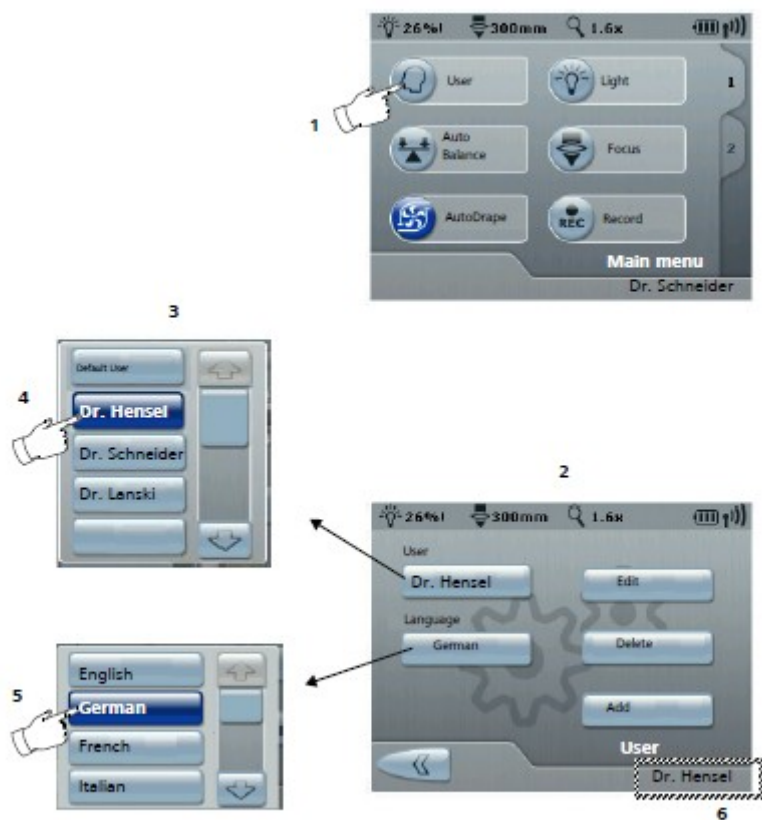 26%! 300mm 1.6x
User Light 1
1
Auto
Balance Focus 2
AutoDrape REC Record
Main menu
Dr. Schneider
3
Default User
4
Dr. Hensel
Dr. Schneider
Dr. Lanski
2
26%! 300mm 1.6x
User
Dr. Hensel Edit
Language
German Delete
Add
User
Dr. Hensel
6
English
5
German
French
Italian